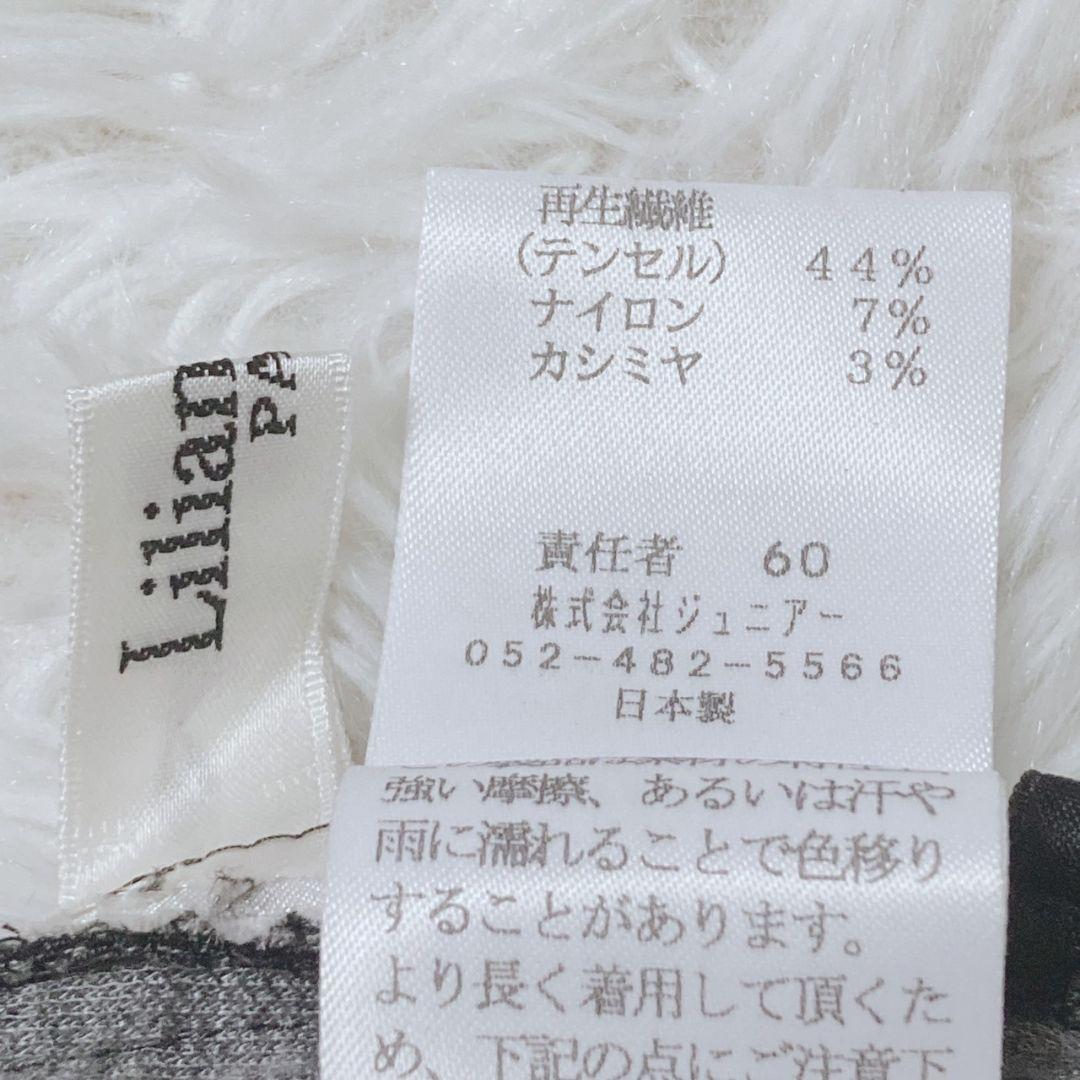 Lilian
再生繊維
(テンセル) 44%
ナイロン 7%
カシミヤ 3%
責任者 60
株式会社ジュニアー
052-482-5566
日本製
強い摩擦、あるいは汗や
雨に濡れることで色移り
することがあります。
より長く着用して頂くた
め、下記の点にご注意下